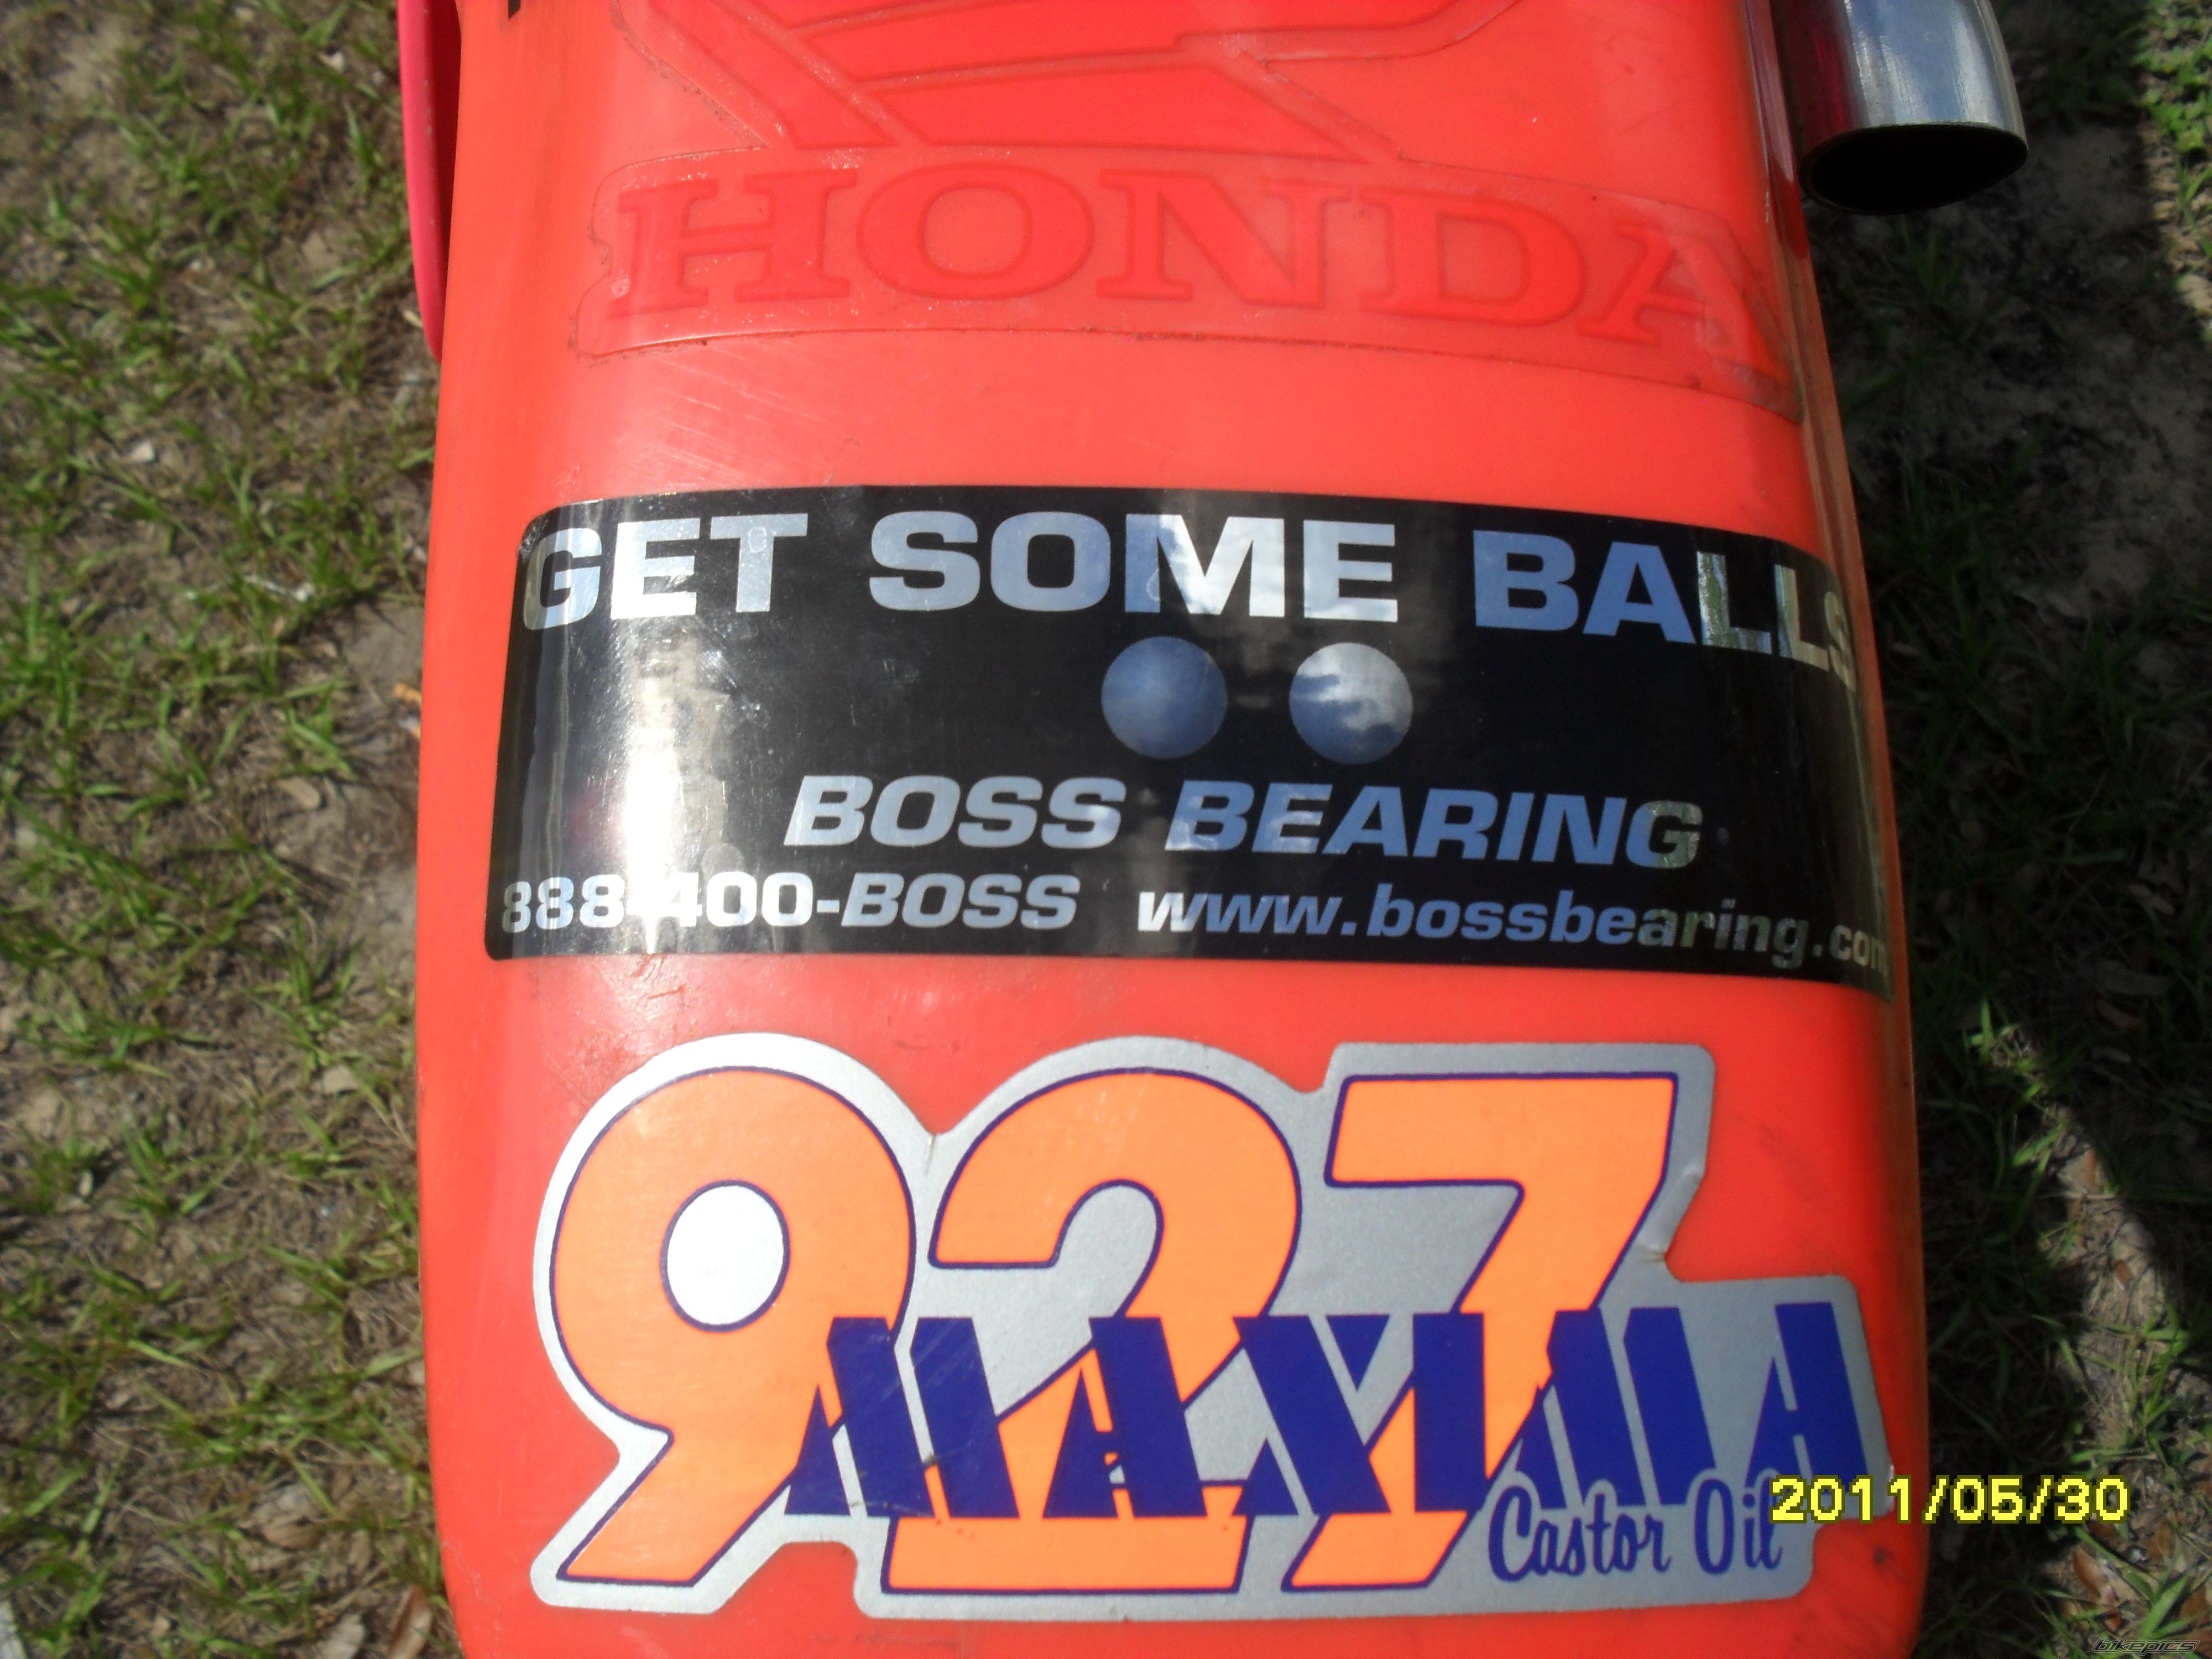 HONDA
GET SOME BALLS
BOSS BEARING
888-400-BOSS www.bossbearing.com
927
MAXIMA
Castor Oil
2011/05/30
bikepics